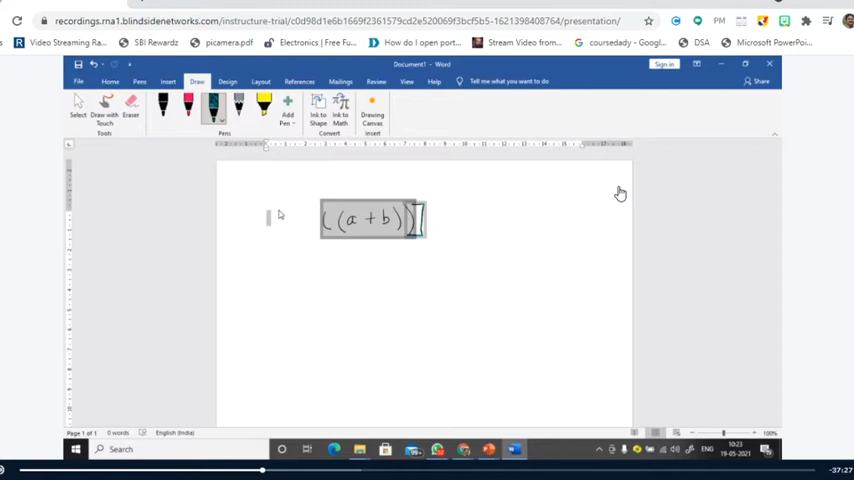 recordings.rna1.blindsidenetworks.com/instructure-trial/c0d98d1e6b1669f2361579cd2e520069f3bcf5b5-1621398408764/presentation/
Video Streaming Ra... SBI Rewardz picamera.pdf Electronics | Free Fu... How do I open port... Stream Video from... coursedady - Googl... DSA Microsoft PowerPoi...
Document1 - Word Sign in
File Home Insert Draw Design Layout References Mailings Review View Help Tell me what you want to do Share
Select Draw with Touch Eraser Add Pen Ink to Shape Ink to Math Drawing Canvas
Tools Pens Convert Insert
((a+b))]
Page 1 of 1 0 words English (India) 100%
Search ENG 10:23
19-05-2021
-37:27